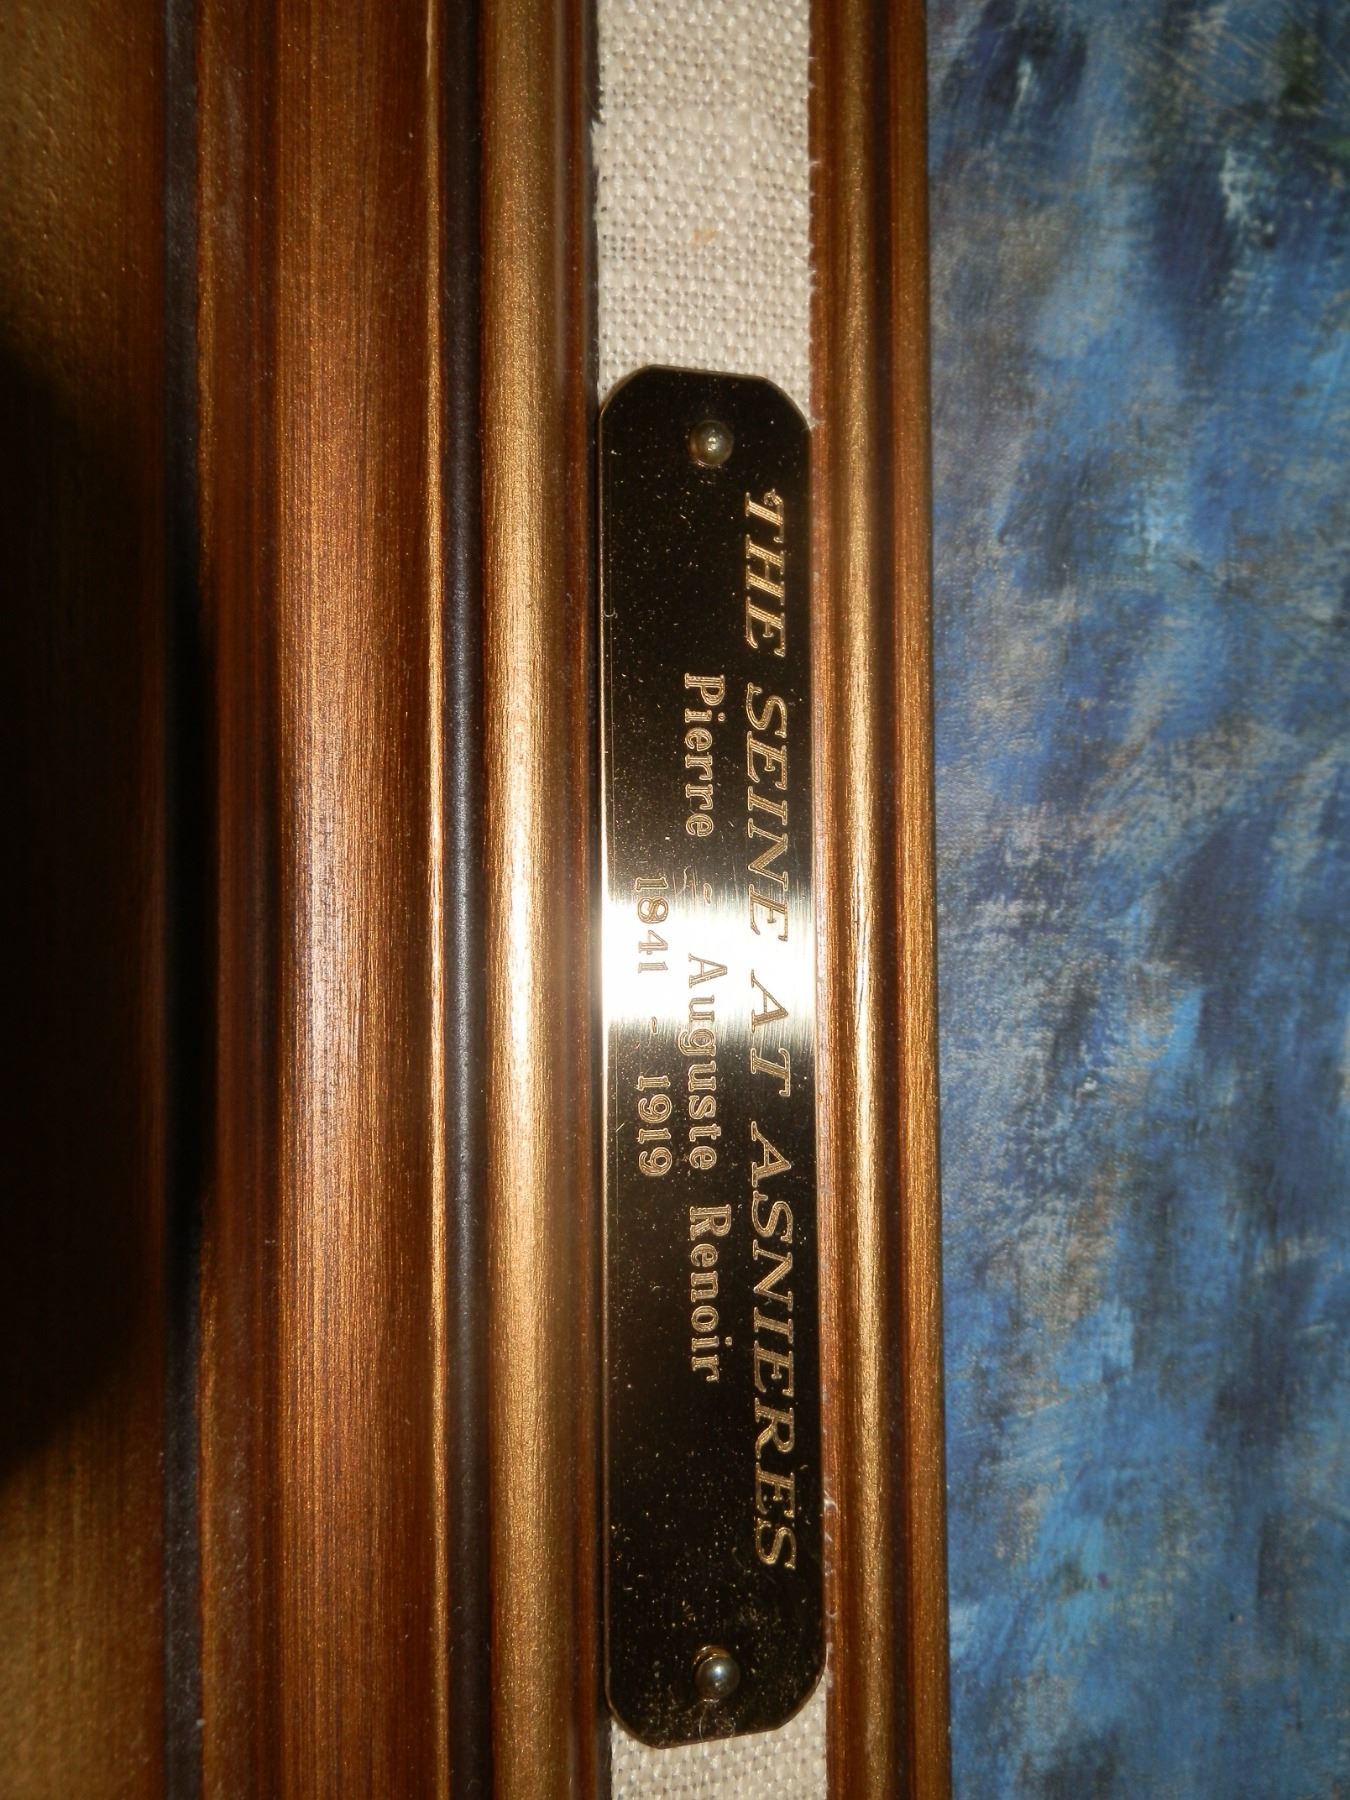 THE SEINE AT ASNIERES
Pierre - Auguste Renoir
1841 - 1919